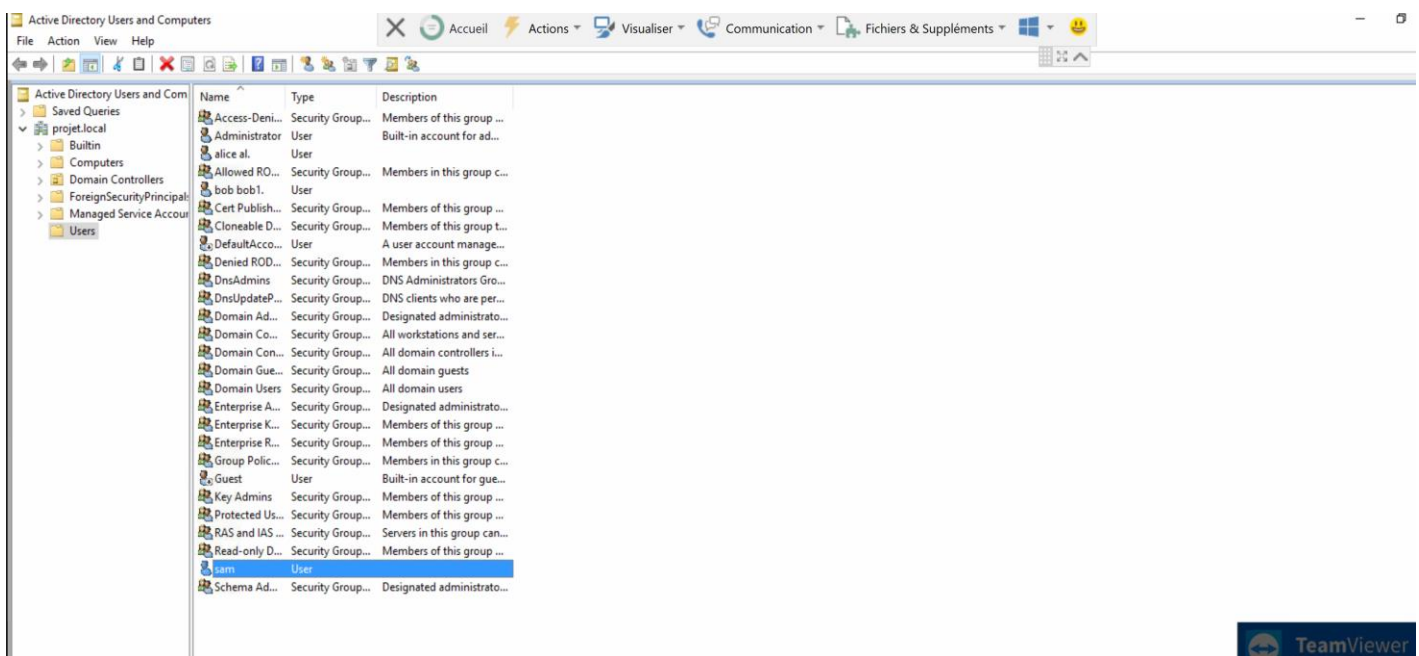 Active Directory Users and Computers
Accueil Actions Visualiser Communication Fichiers & Suppléments
File Action View Help
Active Directory Users and Com
Saved Queries
projet.local
Builtin
Computers
Domain Controllers
ForeignSecurityPrincipals
Managed Service Accour
Users
Name Type Description
Access-Deni... Security Group... Members of this group ...
Administrator User Built-in account for ad...
alice al. User
Allowed RO... Security Group... Members in this group c...
bob bob1. User
Cert Publish... Security Group... Members of this group ...
Cloneable D... Security Group... Members of this group t...
DefaultAcco... User A user account manage...
Denied ROD... Security Group... Members in this group c...
DnsAdmins Security Group... DNS Administrators Gro...
DnsUpdateP... Security Group... DNS clients who are per...
Domain Ad... Security Group... Designated administrato...
Domain Co... Security Group... All workstations and ser...
Domain Con... Security Group... All domain controllers i...
Domain Gue... Security Group... All domain guests
Domain Users Security Group... All domain users
Enterprise A... Security Group... Designated administrato...
Enterprise K... Security Group... Members of this group ...
Enterprise R... Security Group... Members of this group ...
Group Polic... Security Group... Members in this group c...
Guest User Built-in account for gue...
Key Admins Security Group... Members of this group ...
Protected Us... Security Group... Members of this group ...
RAS and IAS ... Security Group... Servers in this group can...
Read-only D... Security Group... Members of this group ...
sam User
Schema Ad... Security Group... Designated administrato...
TeamViewer